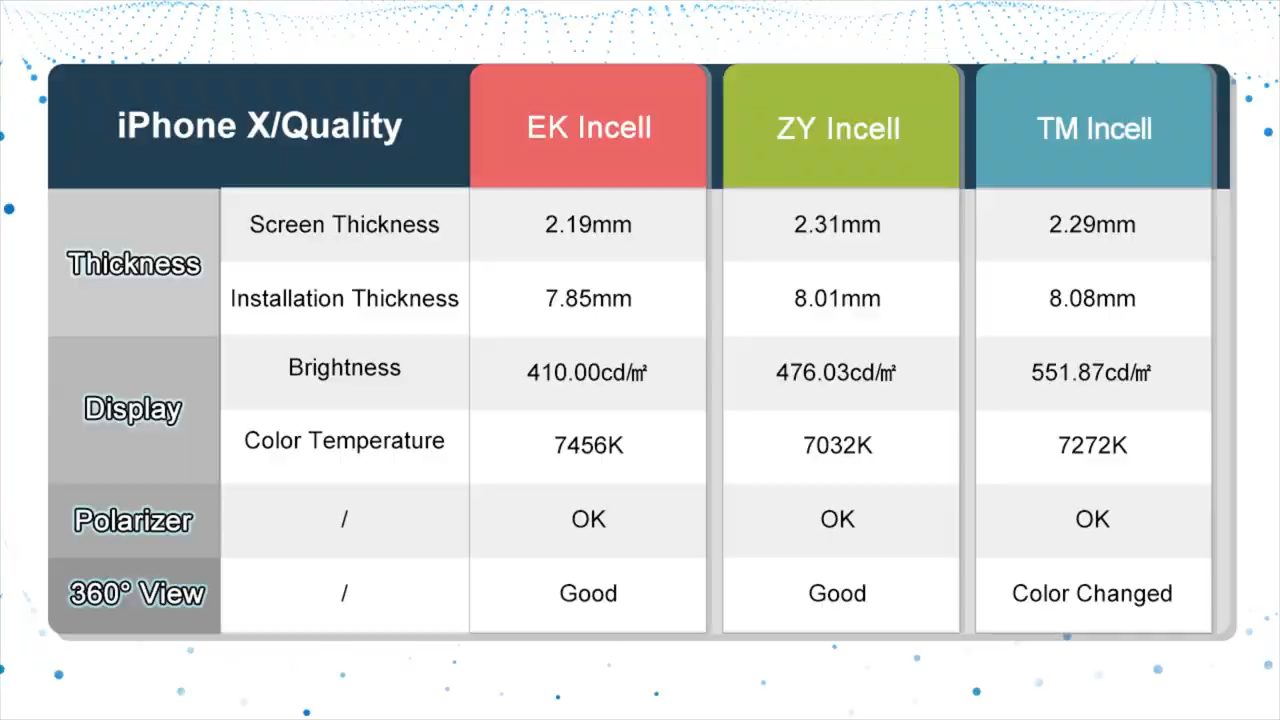 iPhone X/Quality EK Incell ZY Incell TM Incell
Thickness Screen Thickness 2.19mm 2.31mm 2.29mm
Installation Thickness 7.85mm 8.01mm 8.08mm
Display Brightness 410.00cd/㎡ 476.03cd/㎡ 551.87cd/㎡
Color Temperature 7456K 7032K 7272K
Polarizer / OK OK OK
360° View / Good Good Color Changed